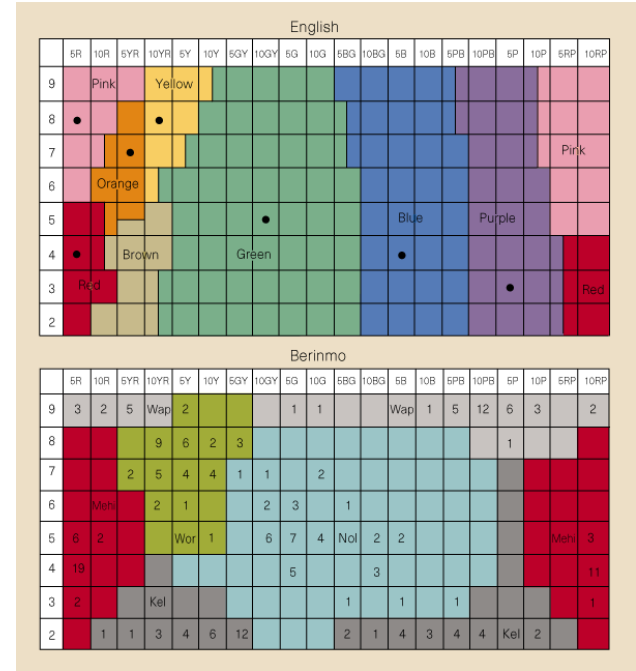 English
5R 10R 5YR 10YR 5Y 10Y 5GY 10GY 5G 10G 5BG 10BG 5B 10B 5PB 10PB 5P 10P 5RP 10RP
9 Pink Yellow
8
7 Pink
6 Orange
5 Blue Purple
4 Brown Green
3 Red Red
2
Berinmo
5R 10R 5YR 10YR 5Y 10Y 5GY 10GY 5G 10G 5BG 10BG 5B 10B 5PB 10PB 5P 10P 5RP 10RP
9 3 2 5 Wap 2 1 1 Wap 1 5 12 6 3 2
8 9 6 2 3 1
7 2 5 4 4 1 1 2
6 Mehi 2 1 2 3 1
5 6 2 Wor 1 6 7 4 Nol 2 2 Mehi 3
4 19 5 3 11
3 2 Kel 1 1 1 1
2 1 1 3 4 6 12 2 1 4 3 4 4 Kel 2